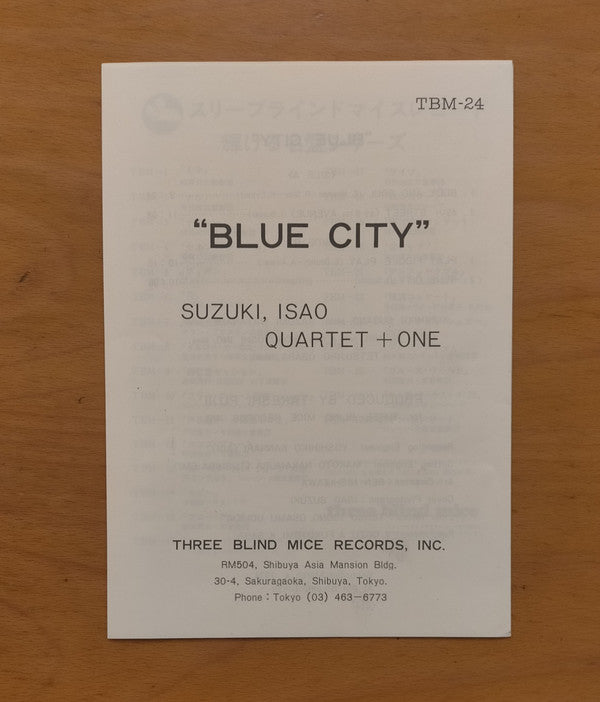 TBM-24
“BLUE CITY”
SUZUKI, ISAO
QUARTET + ONE
THREE BLIND MICE RECORDS, INC.
RM504, Shibuya Asia Mansion Bldg.
30-4, Sakuragaoka, Shibuya, Tokyo.
Phone : Tokyo (03) 463-6773